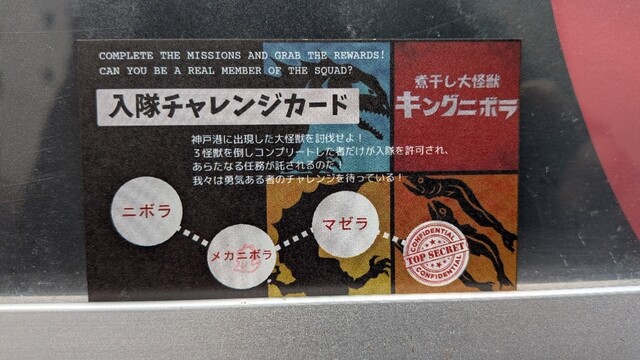 COMPLETE THE MISSIONS AND GRAB THE REWARDS!
CAN YOU BE A REAL MEMBER OF THE SQUAD?
入隊チャレンジカード
煮干し大怪獣
キングニボラ
神戸港に出現した大怪獣を討伐せよ！
３怪獣を倒しコンプリートした者だけが入隊を許可され、
あらたなる任務が託されるのだ
我々は勇気ある者のチャレンジを待っている！
ニボラ
メカニボラ
マゼラ
CONFIDENTIAL
TOP SECRET
CONFIDENTIAL